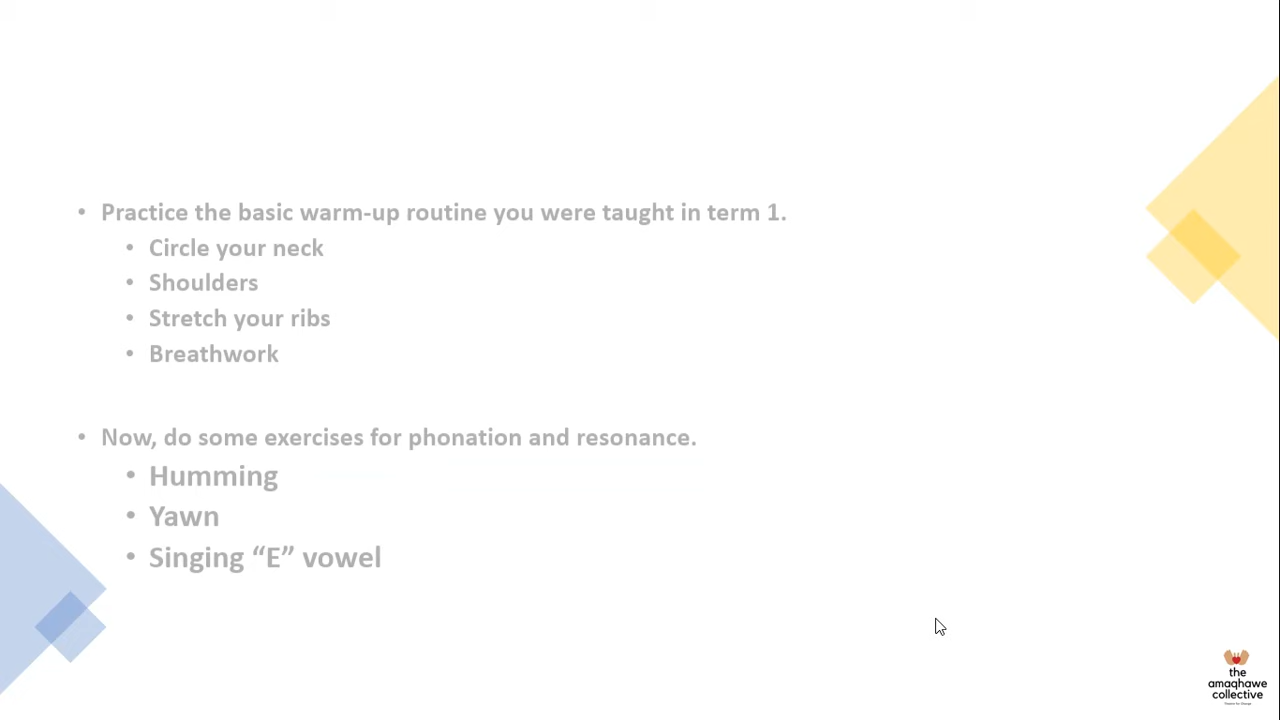 • Practice the basic warm-up routine you were taught in term 1.
• Circle your neck
• Shoulders
• Stretch your ribs
• Breathwork
• Now, do some exercises for phonation and resonance.
• Humming
• Yawn
• Singing “E” vowel
the
amaqhawe
collective